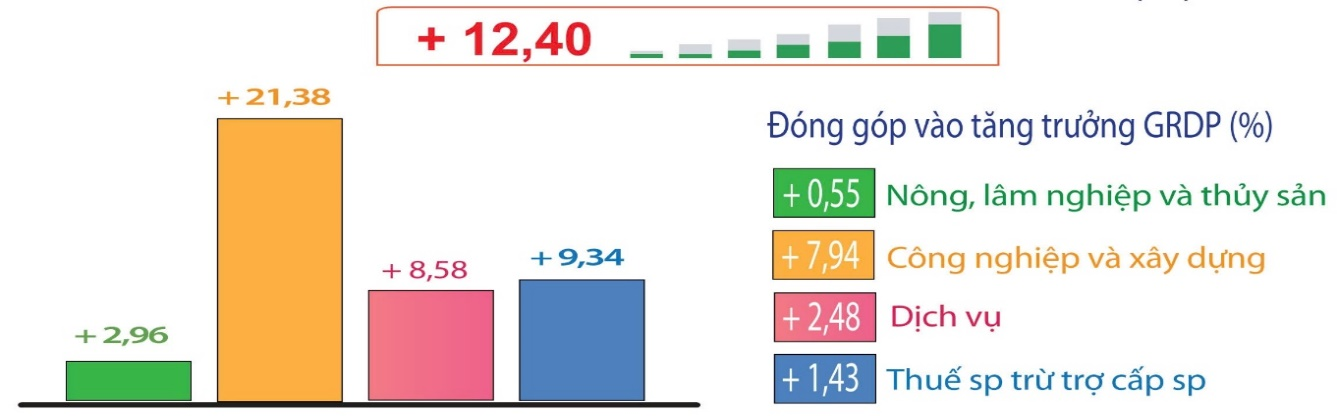 + 12,40
+ 21,38
+ 8,58
+ 9,34
+ 2,96
Đóng góp vào tăng trưởng GRDP (%)
+ 0,55 Nông, lâm nghiệp và thủy sản
+ 7,94 Công nghiệp và xây dựng
+ 2,48 Dịch vụ
+ 1,43 Thuế sp trừ trợ cấp sp